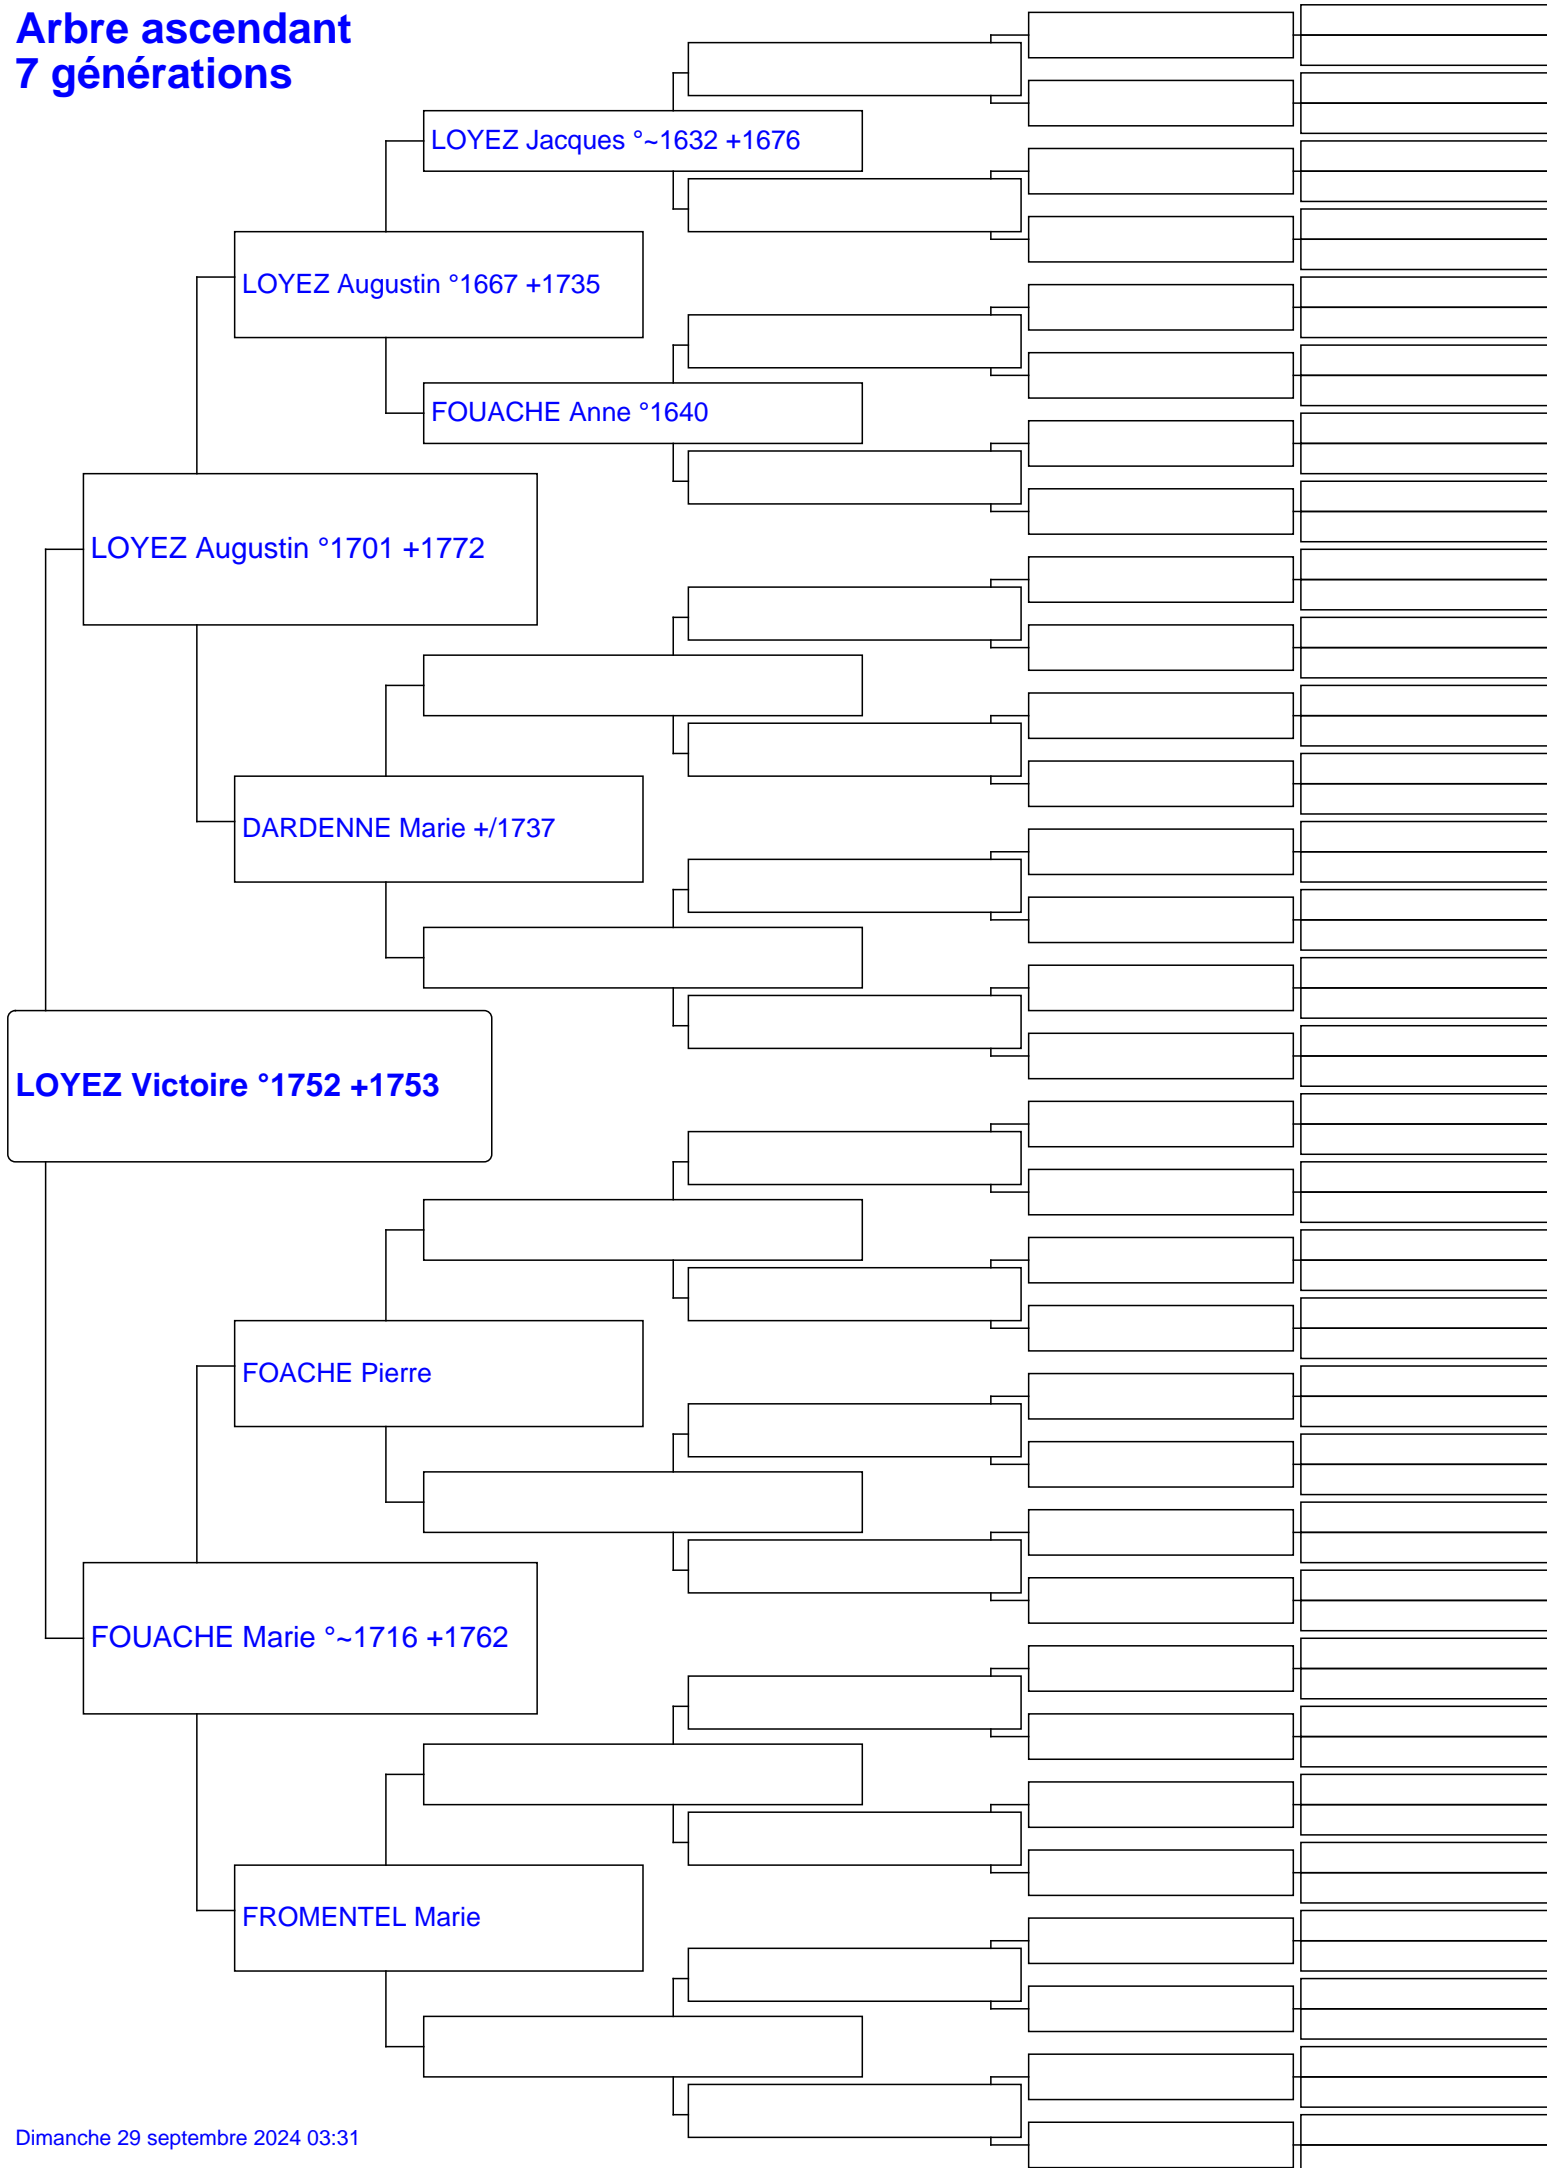 Arbre ascendant
7 générations
LOYEZ Jacques °~1632 +1676
LOYEZ Augustin °1667 +1735
FOUACHE Anne °1640
LOYEZ Augustin °1701 +1772
DARDENNE Marie +/1737
LOYEZ Victoire °1752 +1753
FOACHE Pierre
FOUACHE Marie °~1716 +1762
FROMENTEL Marie
Dimanche 29 septembre 2024 03:31